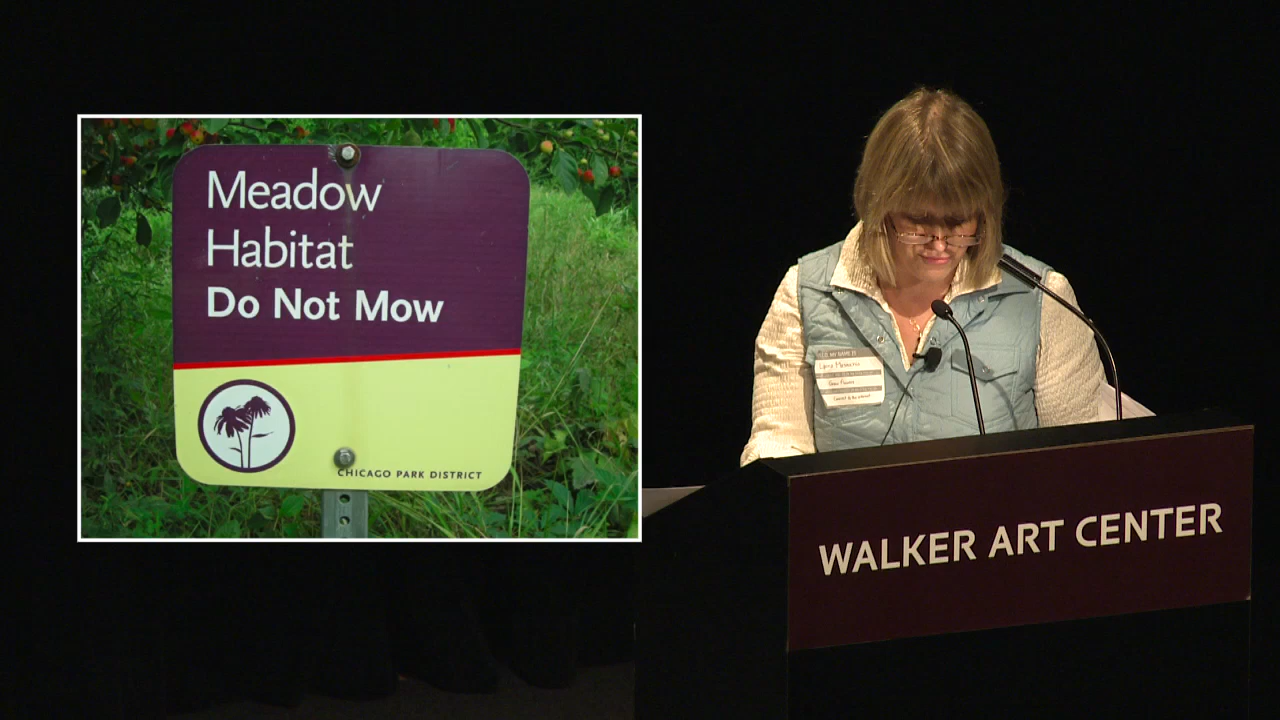 Meadow
Habitat
Do Not Mow
CHICAGO PARK DISTRICT
WALKER ART CENTER